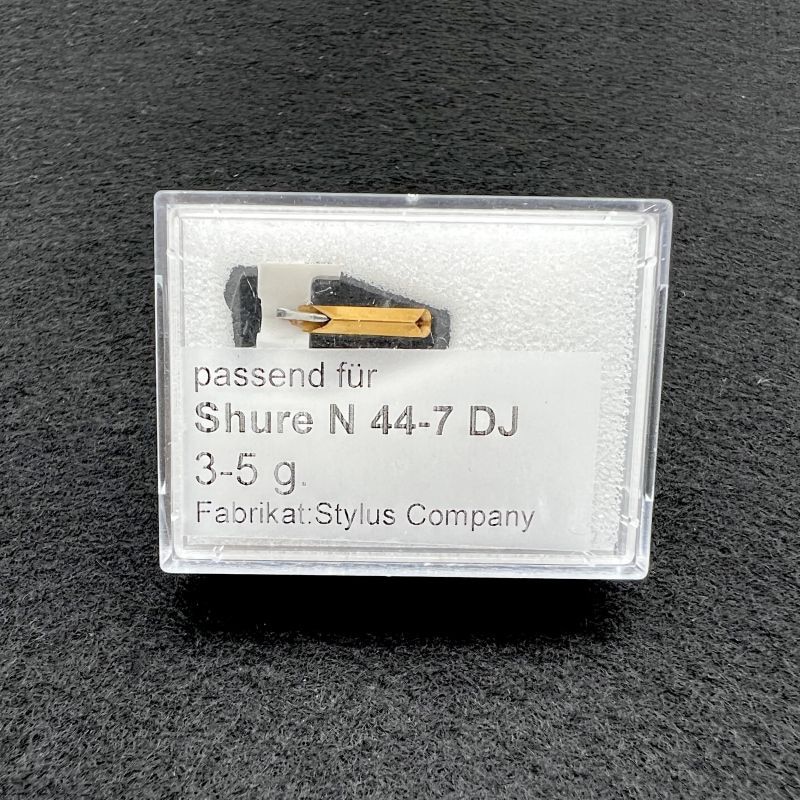 passend für
Shure N 44-7 DJ
3-5 g.
Fabrikat:Stylus Company